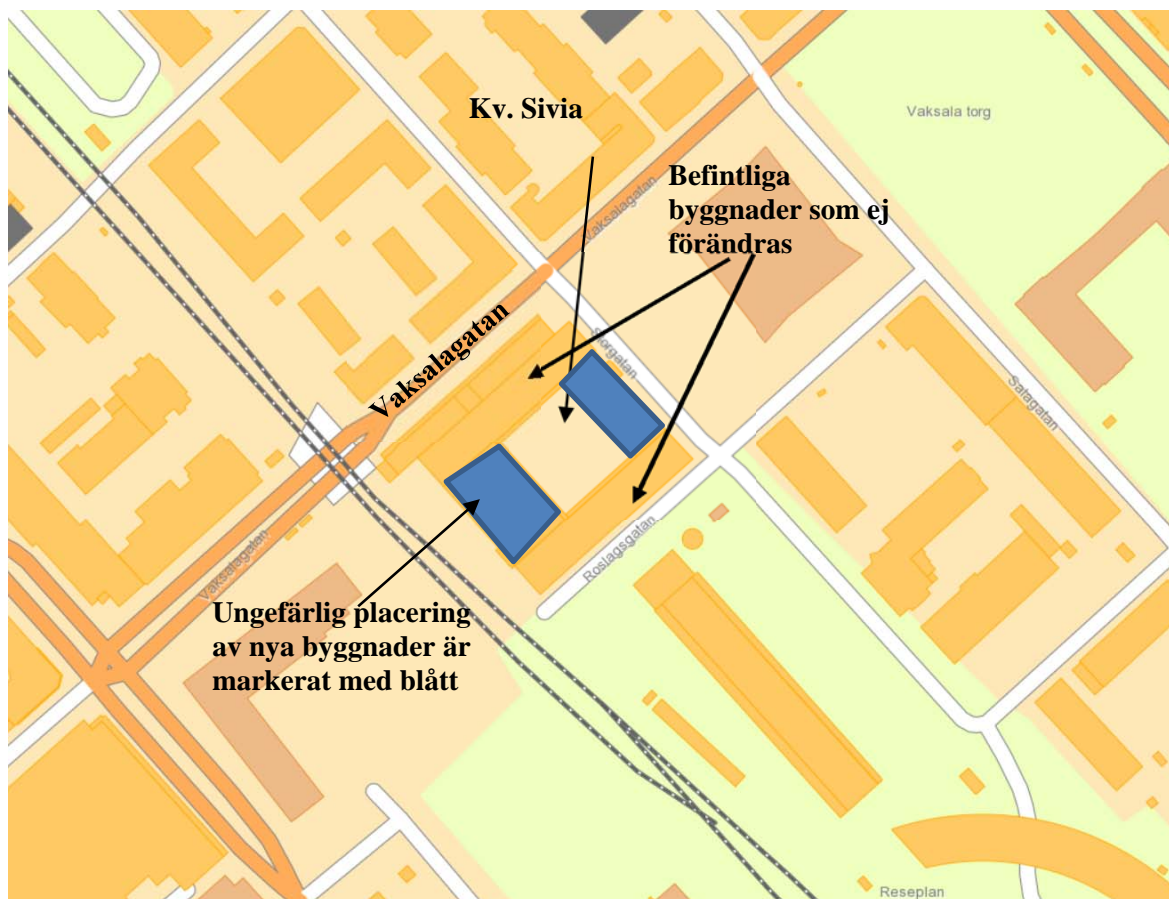 Kv. Sivia
Vaksala torg
Befintliga
byggnader som ej
förändras
Vaksalagatan
Vaksalagatan
Storgatan
Salagatan
Roslagsgatan
Vaksalagatan
Ungefärlig placering
av nya byggnader är
markerat med blått
Reseplan